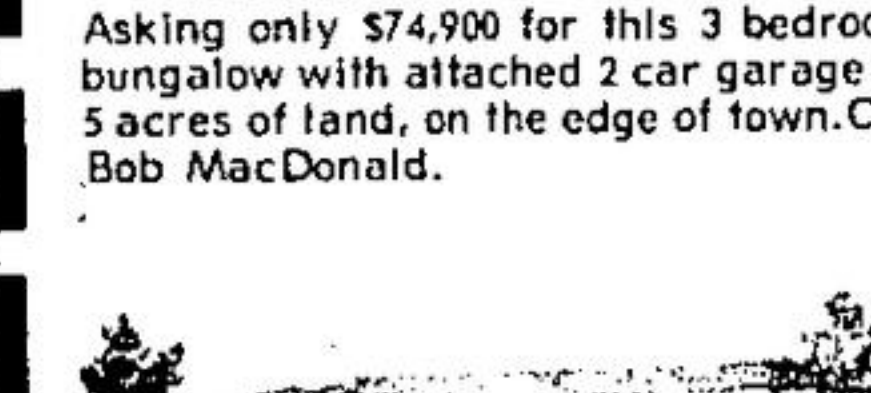 Asking only $74,900 for this 3 bedroo
bungalow with attached 2 car garage
5 acres of land, on the edge of town. C
Bob MacDonald.